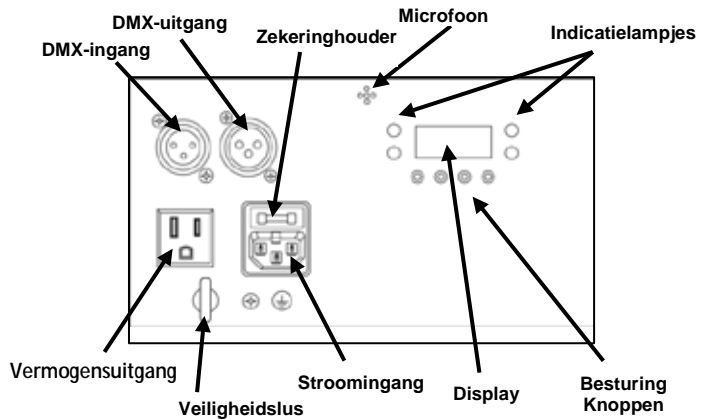 DMX-uitgang
Microfoon
Indicatielampjes
DMX-ingang
Zekeringhouder
Vermogensuitgang
Veiligheidslus
Stroomingang
Display
Besturing
Knoppen